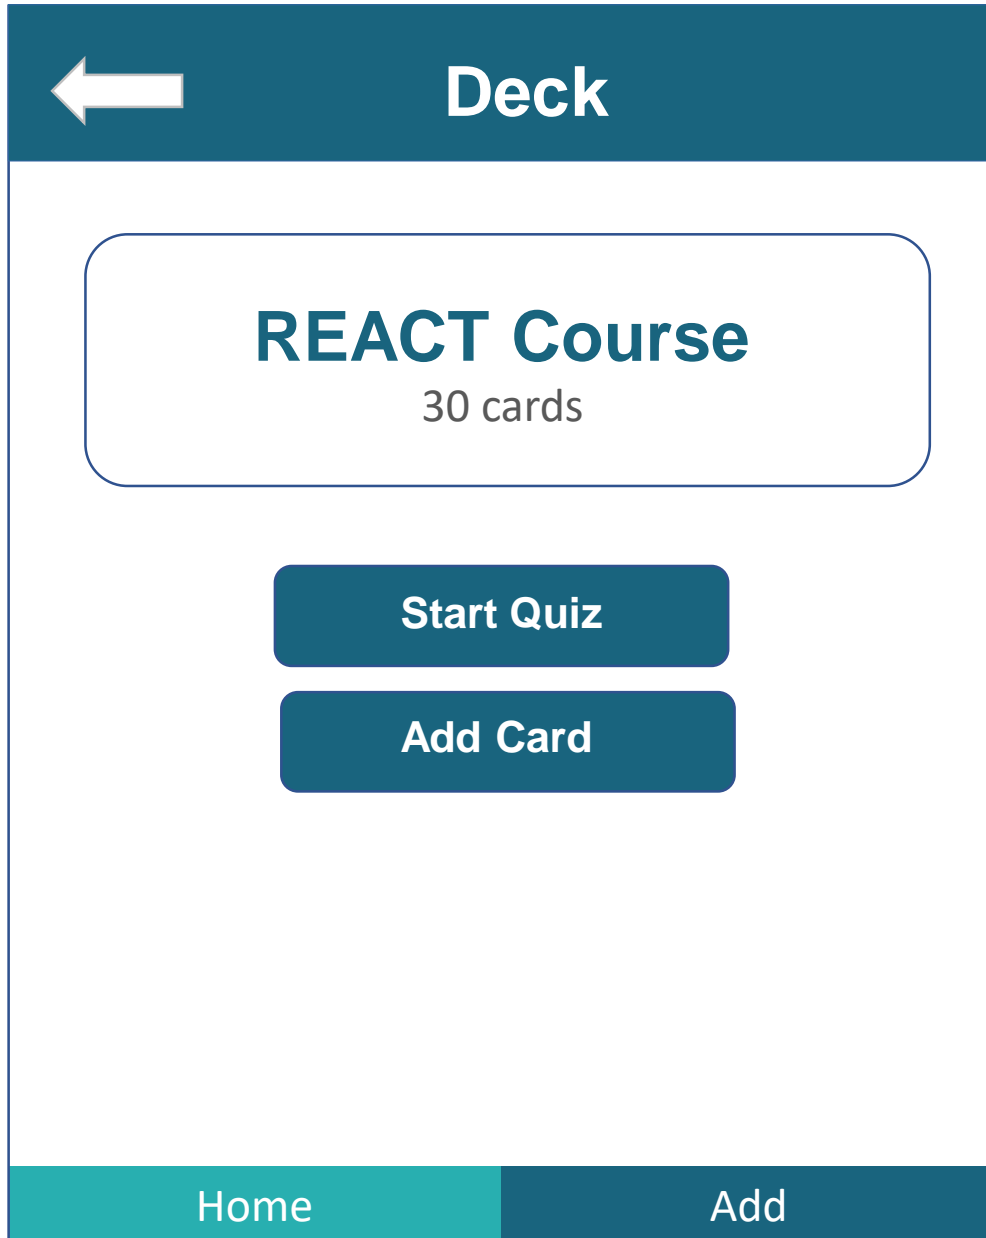 Deck
REACT Course
30 cards
Start Quiz
Add Card
Home Add